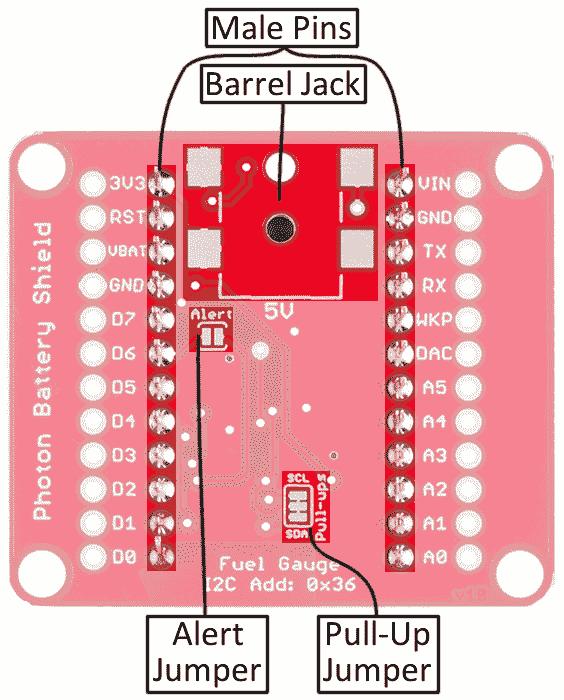 Male Pins
Barrel Jack
3V3
VIN
RST
GND
VBAT
TX
GND
RX
5V
Alert
D7
WKP
D6
DAC
D5
A5
D4
A4
D3
A3
D2
A2
D1
A1
D0
A0
Photon Battery Shield
SCL
Pull-ups
SDA
Fuel Gauge
I2C Add: 0x36
Alert
Jumper
Pull-Up
Jumper